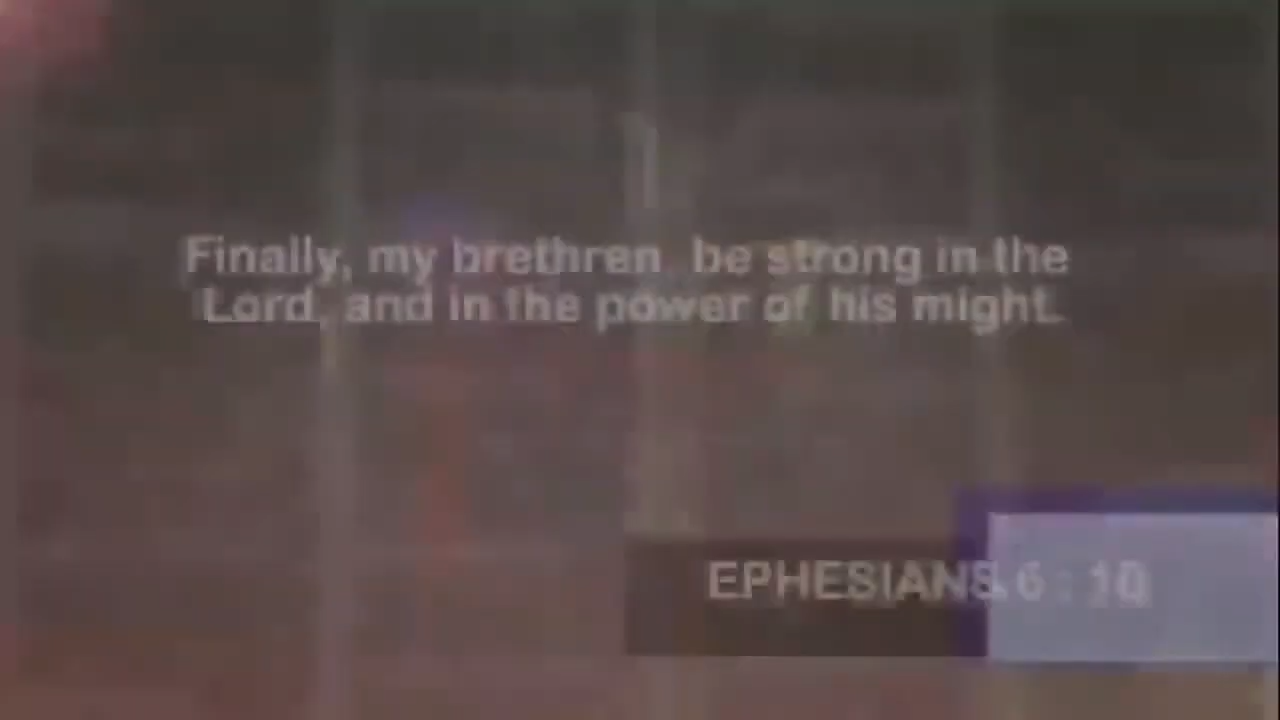 Finally, my brethren, be strong in the
Lord, and in the power of his might.
EPHESIANS 6 : 10